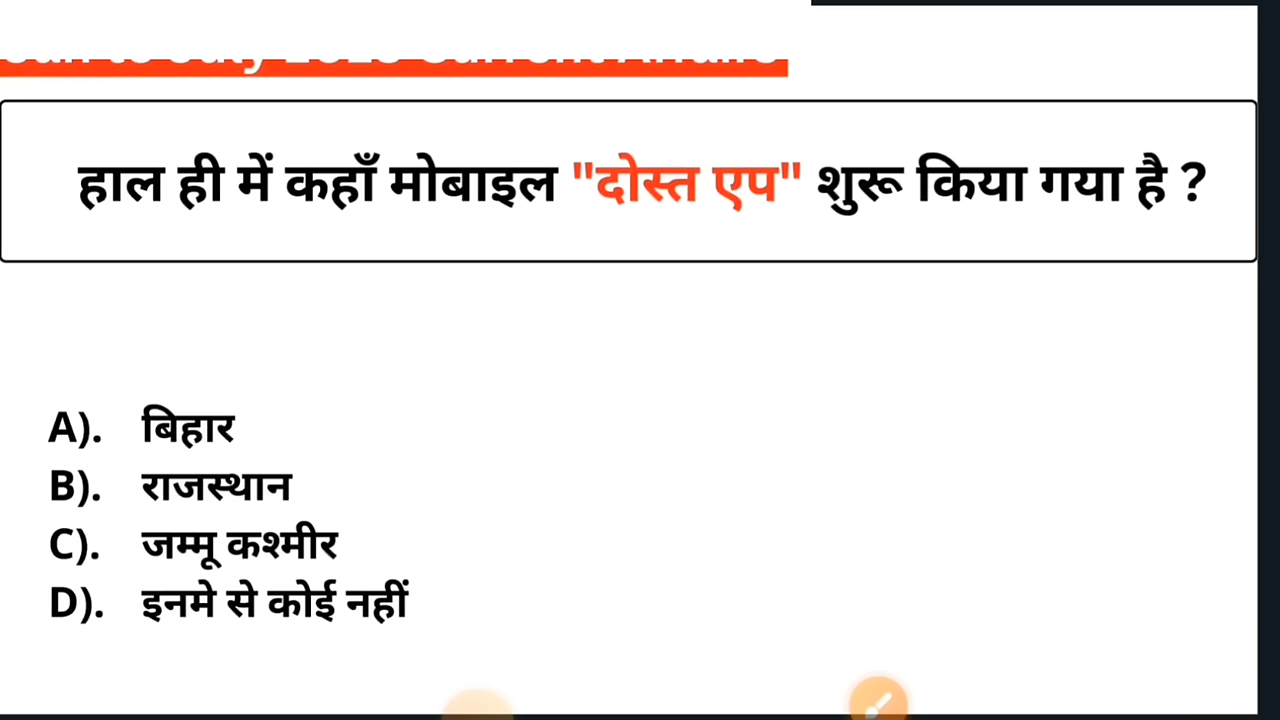 हाल ही में कहाँ मोबाइल "दोस्त एप" शुरू किया गया है ?
A). बिहार
B). राजस्थान
C). जम्मू कश्मीर
D). इनमे से कोई नहीं